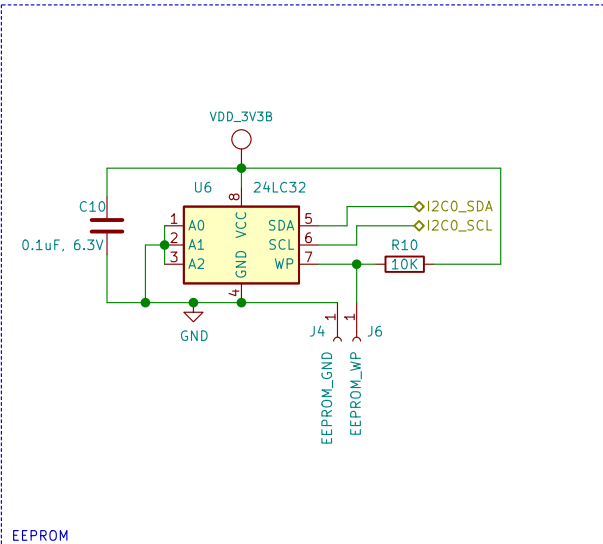 VDD_3V3B
U6
24LC32
C10
0.1uF, 6.3V
8
VCC
1
A0
2
A1
3
A2
GND
4
SDA
5
SCL
6
WP
7
I2C0_SDA
I2C0_SCL
R10
10K
GND
J4
1
EEPROM_GND
1
J6
EEPROM_WP
EEPROM